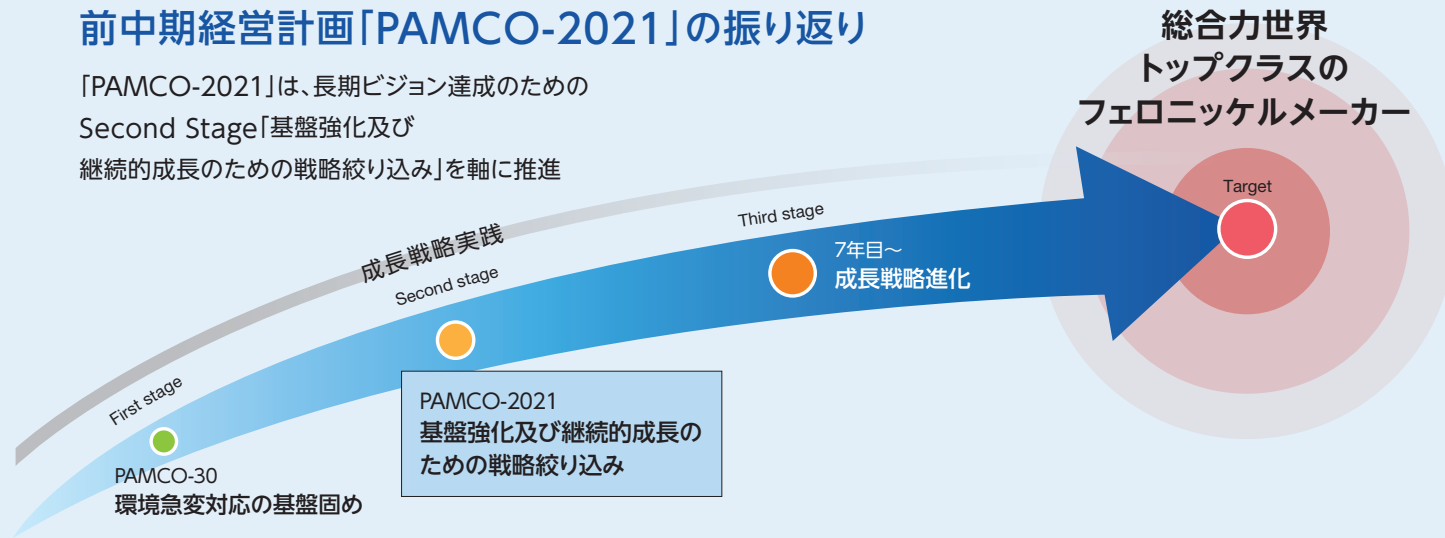 前中期経営計画「PAMCO-2021」の振り返り
「PAMCO-2021」は、長期ビジョン達成のための
Second Stage「基盤強化及び
継続的成長のための戦略絞り込み」を軸に推進
総合力世界
トップクラスの
フェロニッケルメーカー
Target
成長戦略実践
First stage
PAMCO-30
環境急変対応の基盤固め
Second stage
PAMCO-2021
基盤強化及び継続的成長の
ための戦略絞り込み
Third stage
7年目～
成長戦略進化